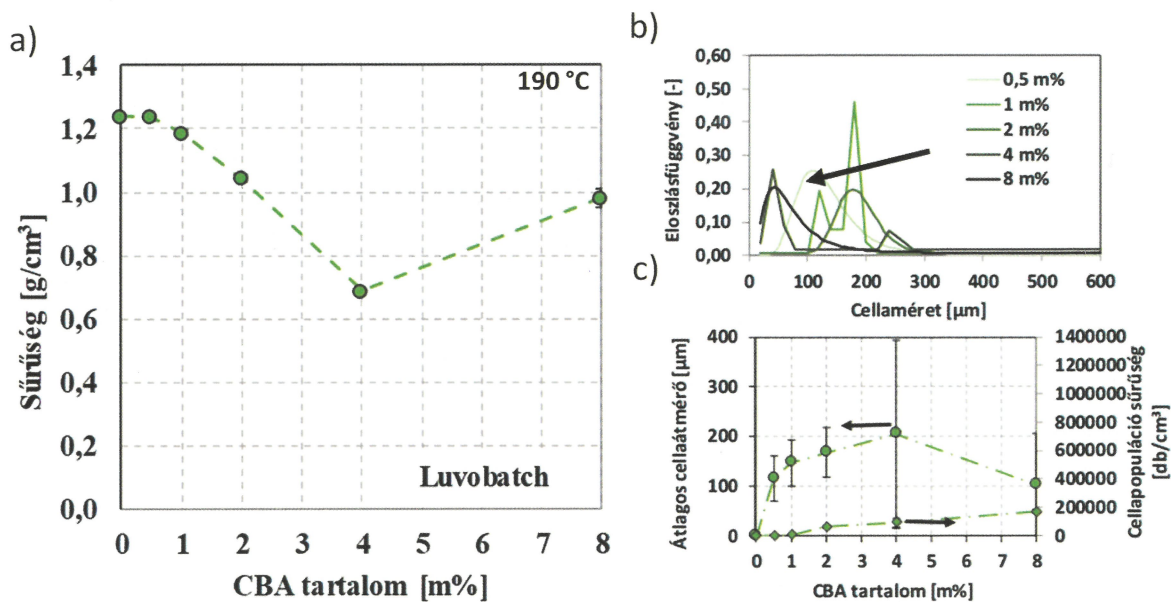 a)
Sűrűség [g/cm³]
1,4
1,2
1,0
0,8
0,6
0,4
0,2
0,0
190 °C
Luvobatch
0 1 2 3 4 5 6 7 8
CBA tartalom [m%]
b)
Eloszlásfüggvény [-]
0,60
0,50
0,40
0,30
0,20
0,10
0,00
0,5 m%
1 m%
2 m%
4 m%
8 m%
0 100 200 300 400 500 600
Cellaméret [µm]
c)
Átlagos cellaátmérő [µm]
400
300
200
100
0
1400000
1200000
1000000
800000
600000
400000
200000
0
Cellapopuláció sűrűség
[db/cm³]
0 1 2 3 4 5 6 7 8
CBA tartalom [m%]